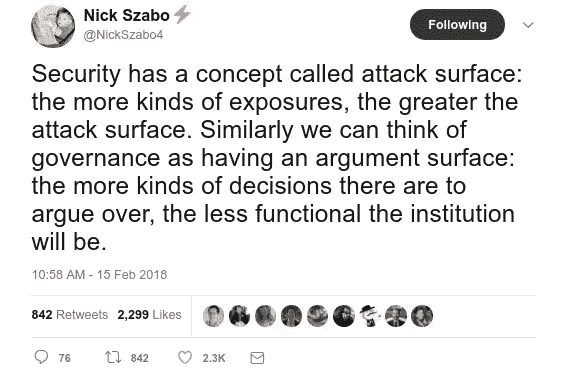 Nick Szabo⚡
Following
@NickSzabo4
Security has a concept called attack surface:
the more kinds of exposures, the greater the
attack surface. Similarly we can think of
governance as having an argument surface:
the more kinds of decisions there are to
argue over, the less functional the institution
will be.
10:58 AM - 15 Feb 2018
842 Retweets 2,299 Likes
76 842 2.3K